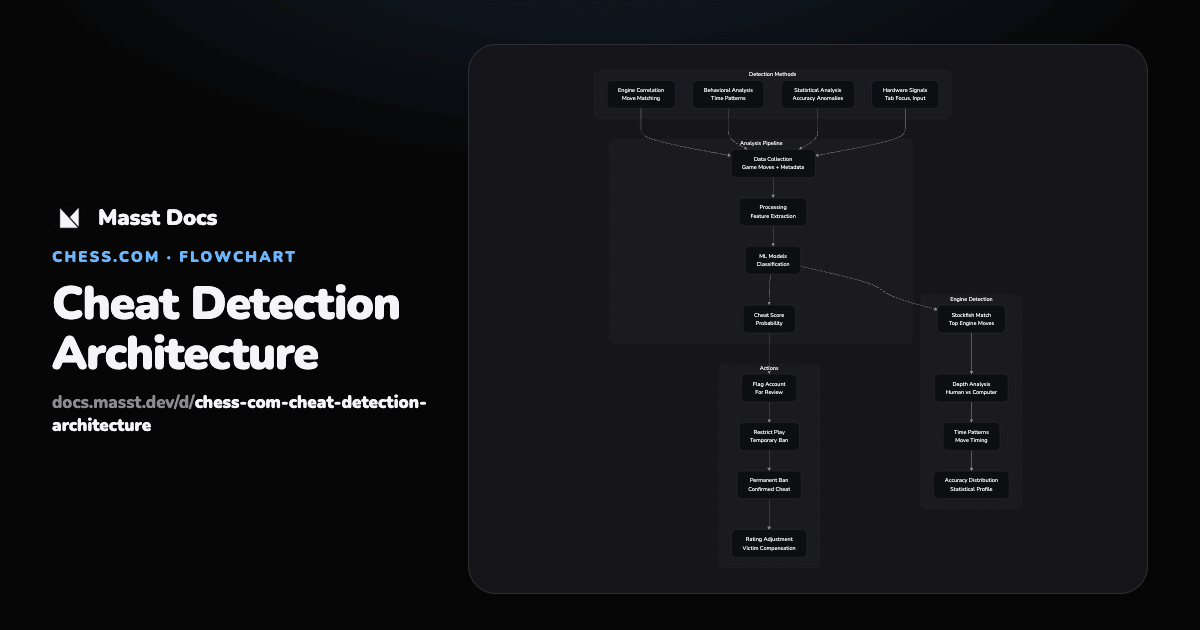 Masst Docs
CHESS.COM · FLOWCHART
Cheat Detection
Architecture
docs.masst.dev/d/chess-com-cheat-detection-
architecture
Detection Methods
Engine Correlation
Move Matching
Behavioral Analysis
Time Patterns
Statistical Analysis
Accuracy Anomalies
Hardware Signals
Tab Focus, Input
Analysis Pipeline
Data Collection
Game Moves + Metadata
Processing
Feature Extraction
ML Models
Classification
Cheat Score
Probability
Engine Detection
Stockfish Match
Top Engine Moves
Depth Analysis
Human vs Computer
Time Patterns
Move Timing
Accuracy Distribution
Statistical Profile
Actions
Flag Account
For Review
Restrict Play
Temporary Ban
Permanent Ban
Confirmed Cheat
Rating Adjustment
Victim Compensation